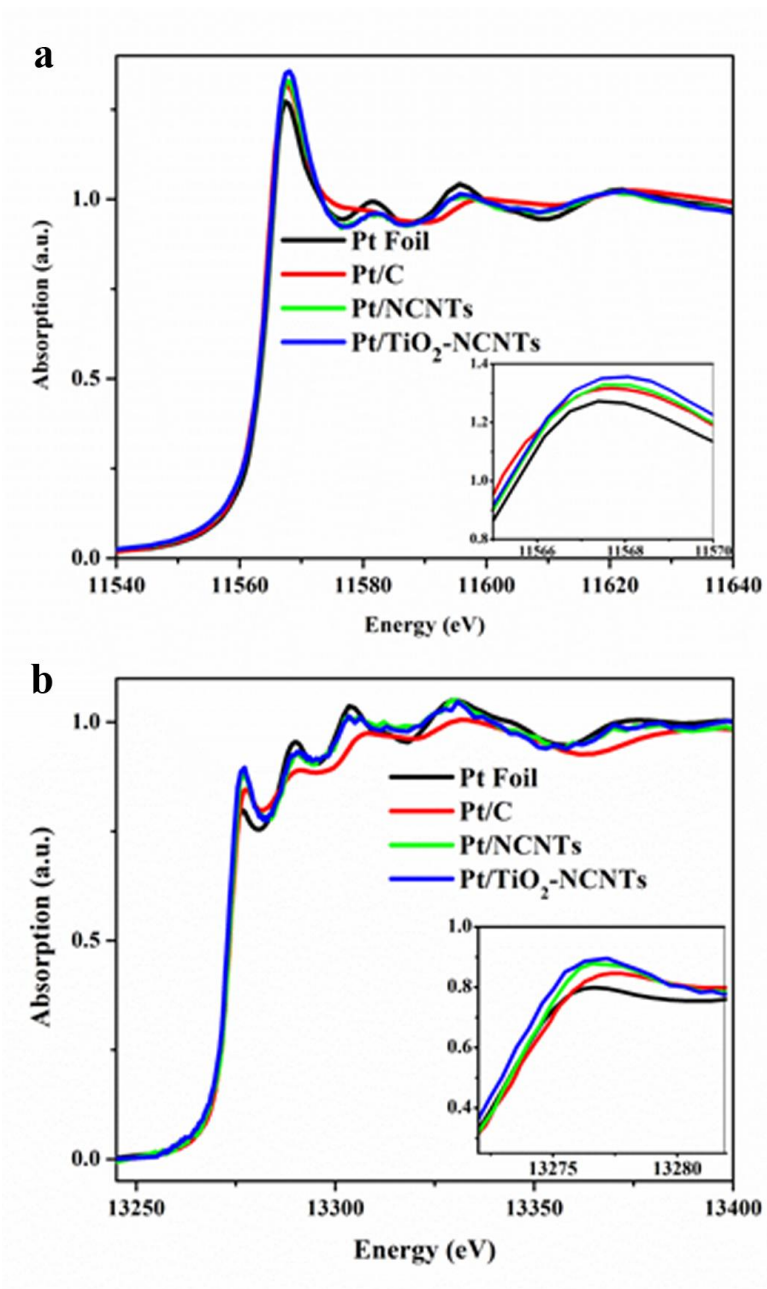 a
Absorption (a.u.)
1.0
0.5
0.0
Pt Foil
Pt/C
Pt/NCNTs
Pt/TiO₂-NCNTs
1.4
1.2
1.0
0.8
11566 11568 11570
11540 11560 11580 11600 11620 11640
Energy (eV)
b
Absorption (a.u.)
1.0
0.5
0.0
Pt Foil
Pt/C
Pt/NCNTs
Pt/TiO₂-NCNTs
1.0
0.8
0.6
0.4
13275 13280
13250 13300 13350 13400
Energy (eV)